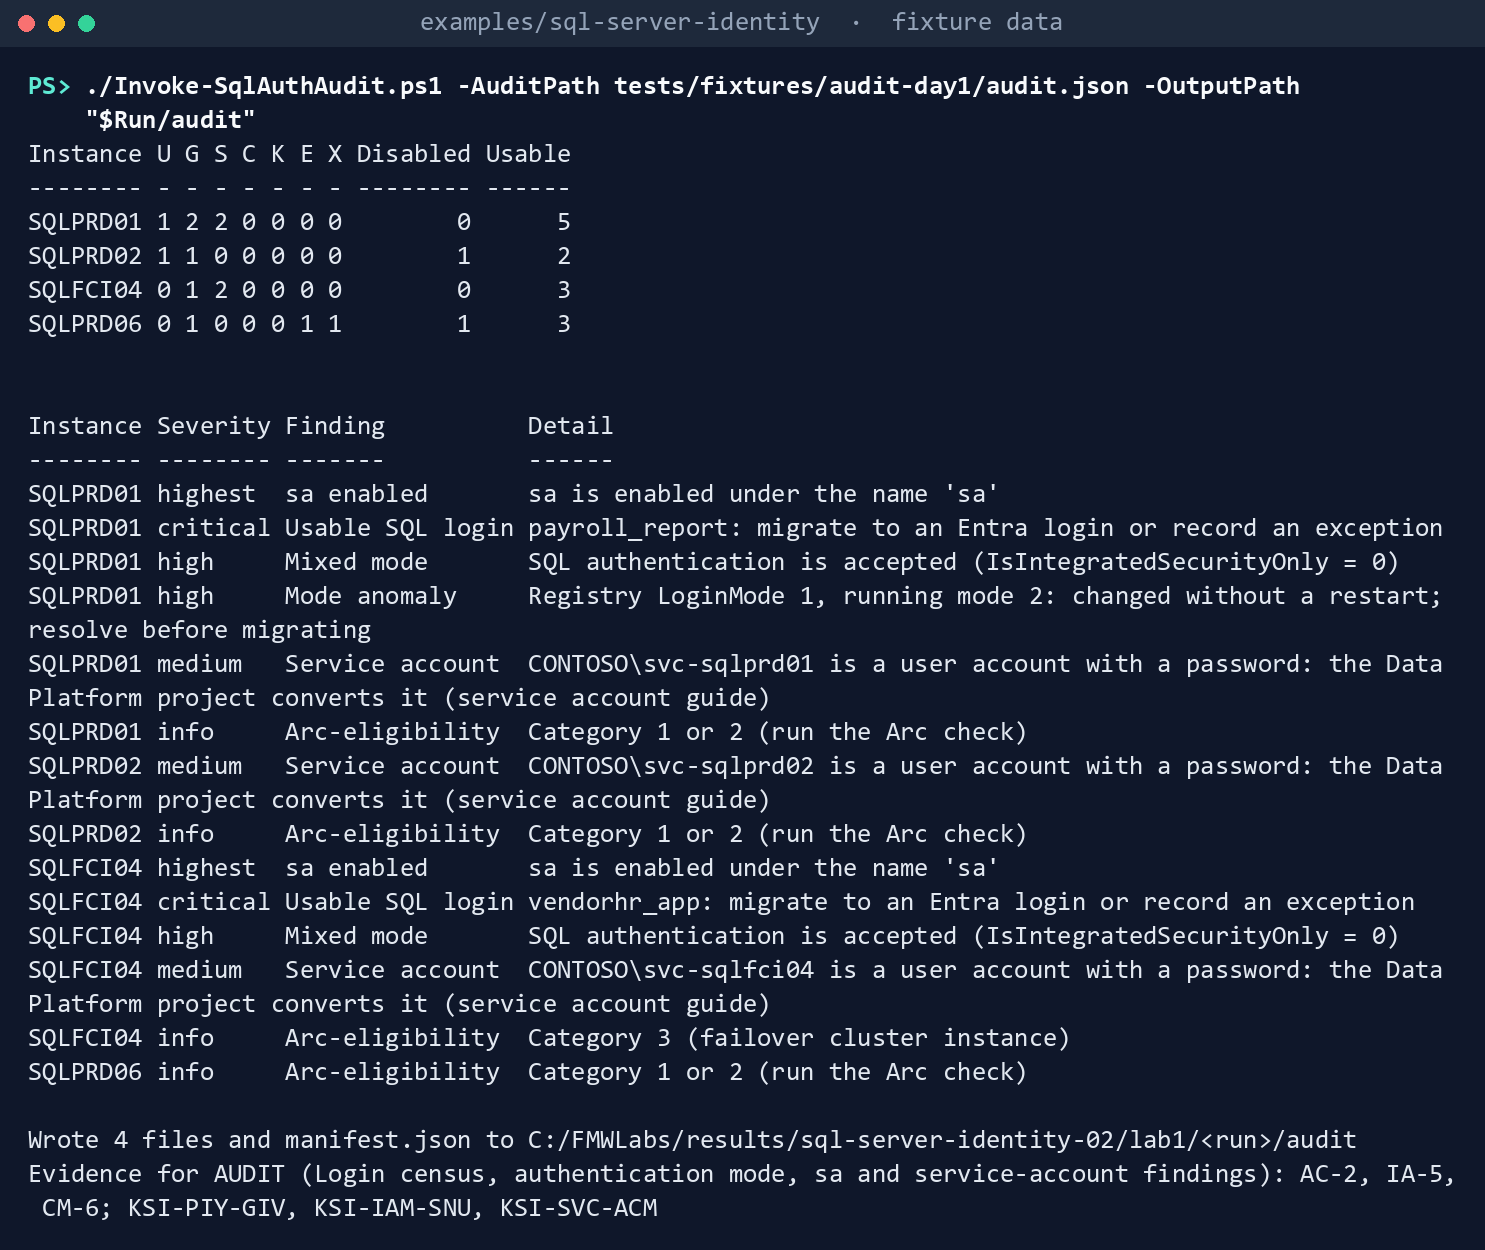 examples/sql-server-identity  ·  fixture data
PS> ./Invoke-SqlAuthAudit.ps1 -AuditPath tests/fixtures/audit-day1/audit.json -OutputPath
    "$Run/audit"
Instance U G S C K E X Disabled Usable
-------- - - - - - - - -------- ------
SQLPRD01 1 2 2 0 0 0 0        0      5
SQLPRD02 1 1 0 0 0 0 0        1      2
SQLFCI04 0 1 2 0 0 0 0        0      3
SQLPRD06 0 1 0 0 0 1 1        1      3
Instance Severity Finding          Detail
-------- -------- -------          ------
SQLPRD01 highest  sa enabled       sa is enabled under the name 'sa'
SQLPRD01 critical Usable SQL login payroll_report: migrate to an Entra login or record an exception
SQLPRD01 high     Mixed mode       SQL authentication is accepted (IsIntegratedSecurityOnly = 0)
SQLPRD01 high     Mode anomaly     Registry LoginMode 1, running mode 2: changed without a restart;
resolve before migrating
SQLPRD01 medium   Service account  CONTOSO\svc-sqlprd01 is a user account with a password: the Data
Platform project converts it (service account guide)
SQLPRD01 info     Arc-eligibility  Category 1 or 2 (run the Arc check)
SQLPRD02 medium   Service account  CONTOSO\svc-sqlprd02 is a user account with a password: the Data
Platform project converts it (service account guide)
SQLPRD02 info     Arc-eligibility  Category 1 or 2 (run the Arc check)
SQLFCI04 highest  sa enabled       sa is enabled under the name 'sa'
SQLFCI04 critical Usable SQL login vendorhr_app: migrate to an Entra login or record an exception
SQLFCI04 high     Mixed mode       SQL authentication is accepted (IsIntegratedSecurityOnly = 0)
SQLFCI04 medium   Service account  CONTOSO\svc-sqlfci04 is a user account with a password: the Data
Platform project converts it (service account guide)
SQLFCI04 info     Arc-eligibility  Category 3 (failover cluster instance)
SQLPRD06 info     Arc-eligibility  Category 1 or 2 (run the Arc check)
Wrote 4 files and manifest.json to C:/FMWLabs/results/sql-server-identity-02/lab1/<run>/audit
Evidence for AUDIT (Login census, authentication mode, sa and service-account findings): AC-2, IA-5,
 CM-6; KSI-PIY-GIV, KSI-IAM-SNU, KSI-SVC-ACM